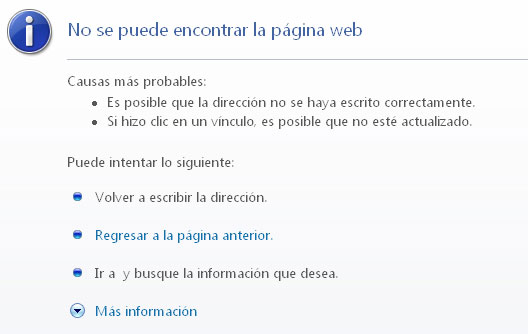 No se puede encontrar la página web
Causas más probables:
Es posible que la dirección no se haya escrito correctamente.
Si hizo clic en un vínculo, es posible que no esté actualizado.
Puede intentar lo siguiente:
Volver a escribir la dirección.
Regresar a la página anterior.
Ir a y busque la información que desea.
Más información